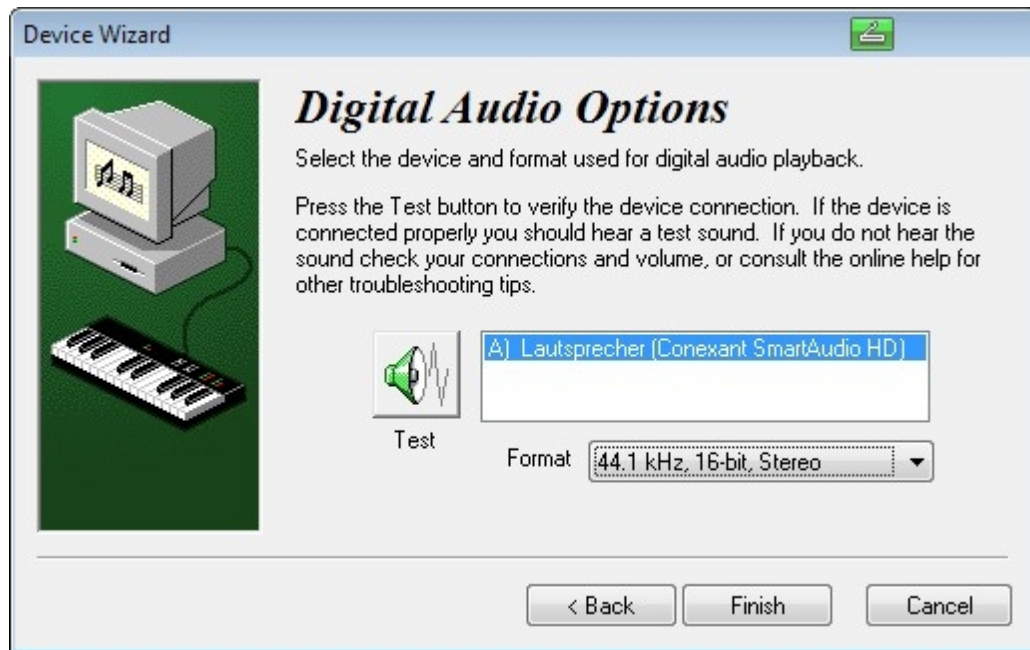 Device Wizard
Digital Audio Options
Select the device and format used for digital audio playback.
Press the Test button to verify the device connection. If the device is
connected properly you should hear a test sound. If you do not hear the
sound check your connections and volume, or consult the online help for
other troubleshooting tips.
A) Lautsprecher (Conexant SmartAudio HD)
Test
Format 44.1 kHz, 16-bit, Stereo
< Back Finish Cancel